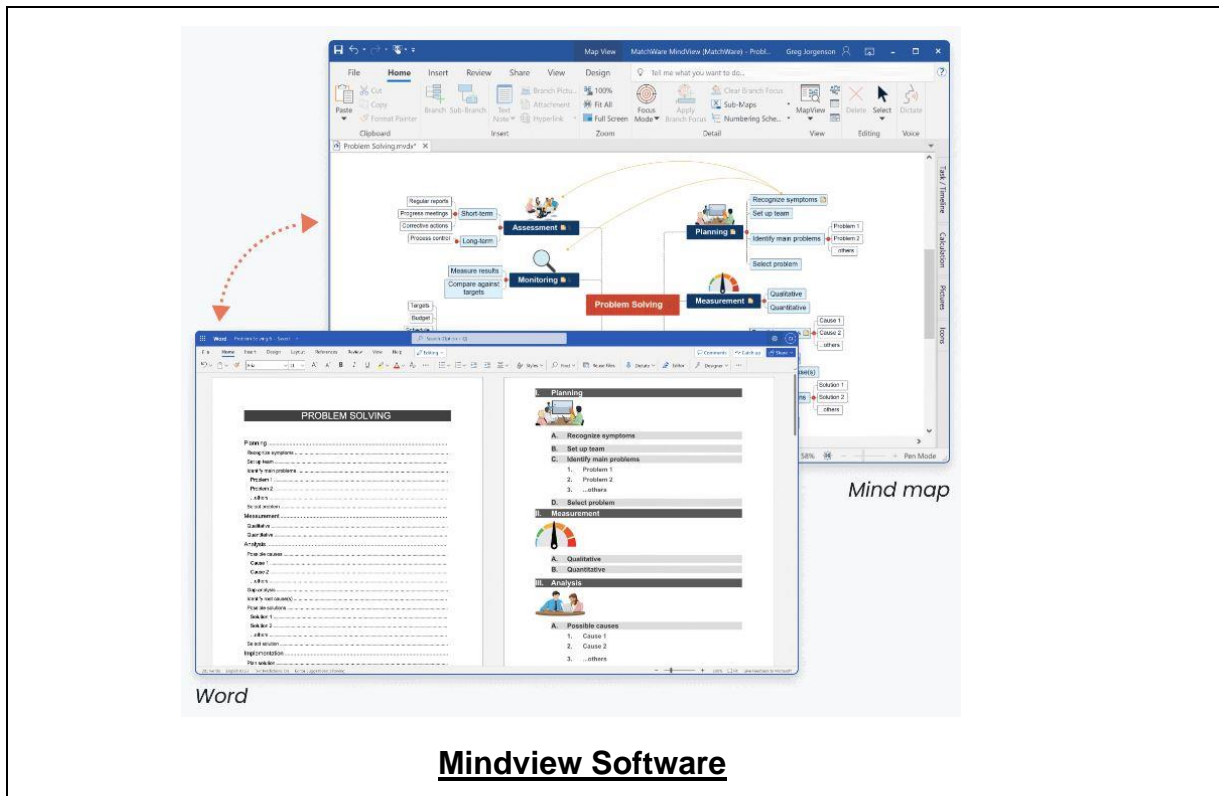 Map View MatchWare MindView (MatchWare) - Probl... Greg Jorgenson
File Home Insert Review Share View Design Tell me what you want to do...
Paste Cut Copy Format Painter
Branch Sub-Branch Text Note Branch Pictu.. Attachment Hyperlink
100% Fit All Full Screen
Focus Mode Apply Branch Focus Clear Branch Focus Sub-Maps Numbering Sche...
MapView Delete Select Dictate
Clipboard Insert Zoom Detail View Editing Voice
Problem Solving.mvdx*
Task / Timeline
Calculation
Pictures
Icons
Problem Solving
Assessment
Short-term
Regular reports
Progress meetings
Corrective actions
Long-term
Process control
Monitoring
Measure results
Compare against
targets
Targets
Budget
Schedule
Planning
Recognize symptoms
Set up team
Identify main problems
Problem 1
Problem 2
...others
Select problem
Measurement
Qualitative
Quantitative
Cause 1
Cause 2
...others
Solution 1
Solution 2
...others
58% Pen Mode
Mind map
Word
File Home Insert Design Layout References Review View Help Editing Comments Catch up Share
Styles Find Reuse Files Dictate Editor Designer
PROBLEM SOLVING
Planning
Recognize symptoms
Set up team
Identify main problems
Problem 1
Problem 2
...others
Select problem
Measurement
Qualitative
Quantitative
Analysis
Possible causes
Cause 1
Cause 2
...others
Gap analysis
Identify root cause(s)
Possible solutions
Solution 1
Solution 2
...others
Select solution
Implementation
Plan solution
I. Planning
A. Recognize symptoms
B. Set up team
C. Identify main problems
1. Problem 1
2. Problem 2
3. ...others
D. Select problem
II. Measurement
A. Qualitative
B. Quantitative
III. Analysis
A. Possible causes
1. Cause 1
2. Cause 2
3. ...others
Word
Mindview Software